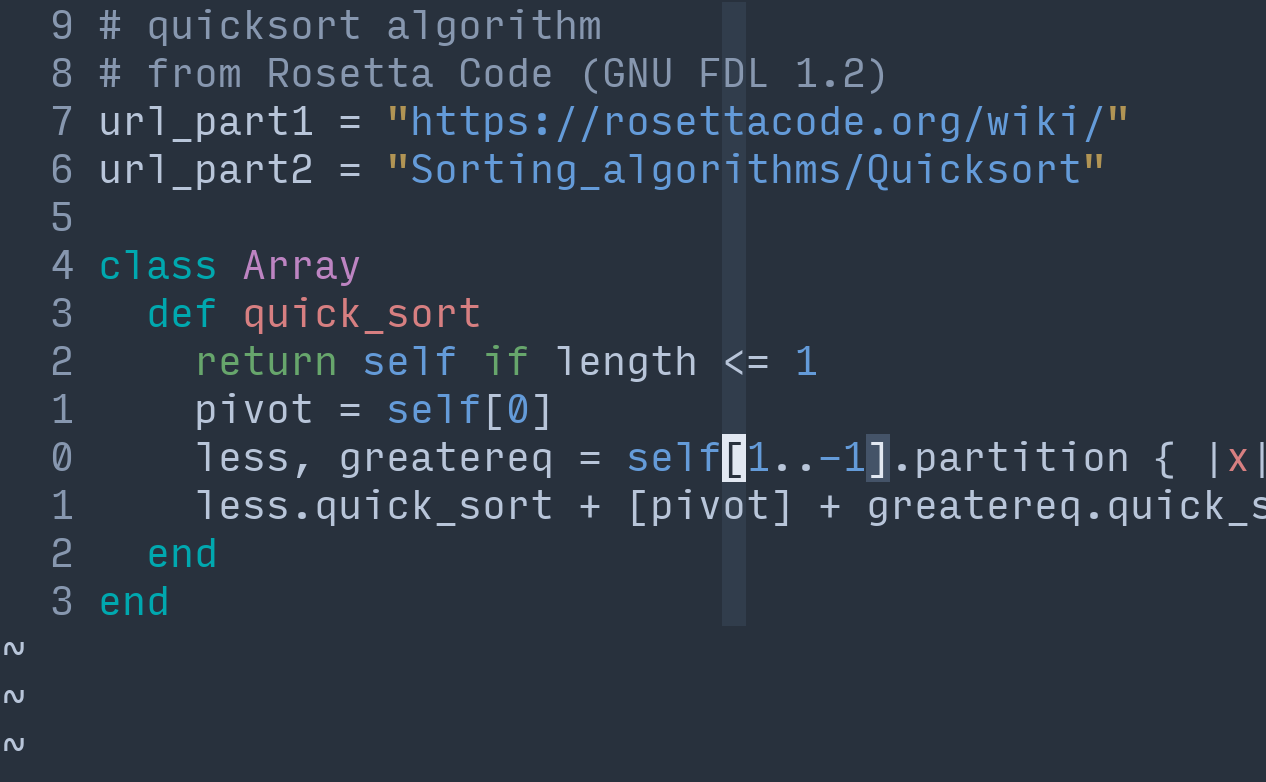 9 # quicksort algorithm
8 # from Rosetta Code (GNU FDL 1.2)
7 url_part1 = "https://rosettacode.org/wiki/"
6 url_part2 = "Sorting_algorithms/Quicksort"
5
4 class Array
3   def quick_sort
2     return self if length <= 1
1     pivot = self[0]
0     less, greatereq = self[1..-1].partition { |x|
1     less.quick_sort + [pivot] + greatereq.quick_s
2   end
3 end
~
~
~